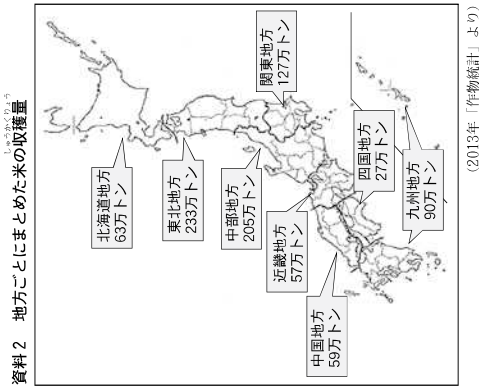 資料2 地方ごとにまとめた米の収穫量
しゅうかくりょう
北海道地方
63万トン
東北地方
233万トン
中部地方
205万トン
関東地方
127万トン
近畿地方
57万トン
中国地方
59万トン
四国地方
27万トン
九州地方
90万トン
(2013年「作物統計」より)